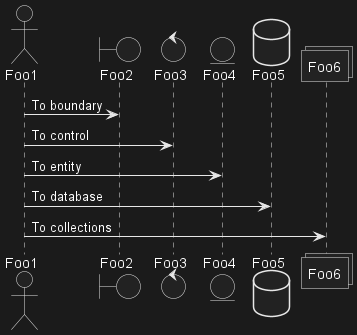 Foo1 Foo2 Foo3 Foo4 Foo5 Foo6
To boundary
To control
To entity
To database
To collections
Foo1 Foo2 Foo3 Foo4 Foo5 Foo6